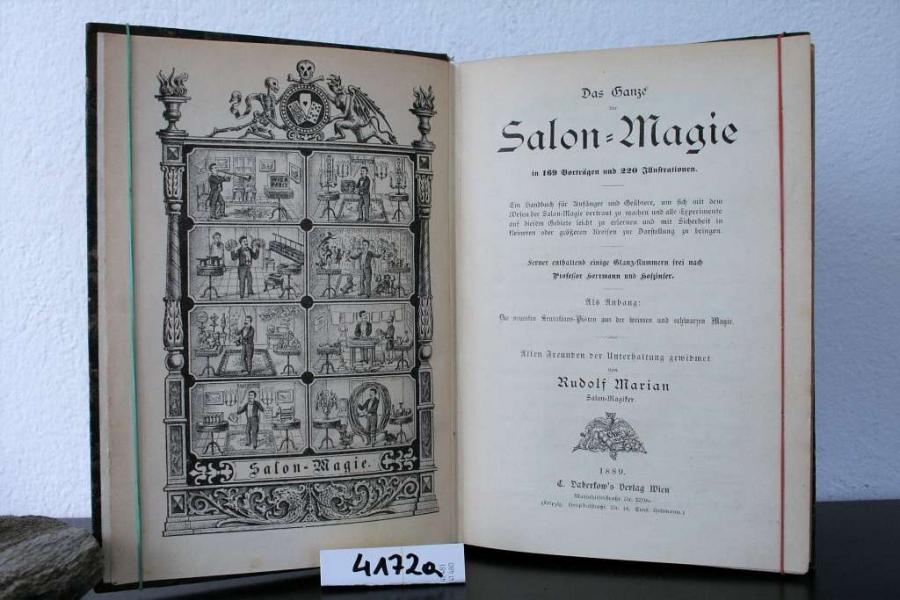 Salon-Magie.
Das Ganze
der
Salon=Magie
in 169 Vorträgen und 220 Illustrationen.
Ein Handbuch für Anfänger und Geübtere, um sich mit dem
Wesen der Salon-Magie vertraut zu machen und alle Experimente
auf diesem Gebiete leicht zu erlernen und mit Sicherheit in
kleineren oder größeren Kreisen zur Darstellung zu bringen.
Ferner enthaltend einige Glanz-Nummern frei nach
Professor Herrmann und Hofzinser.
Als Anhang:
Die neuesten Sensations-Piecen aus der weissen und schwarzen Magie.
Allen Freunden der Unterhaltung gewidmet
von
Rudolf Marian
Salon-Magiker
1889.
C. Daberkow's Verlag Wien
4172a